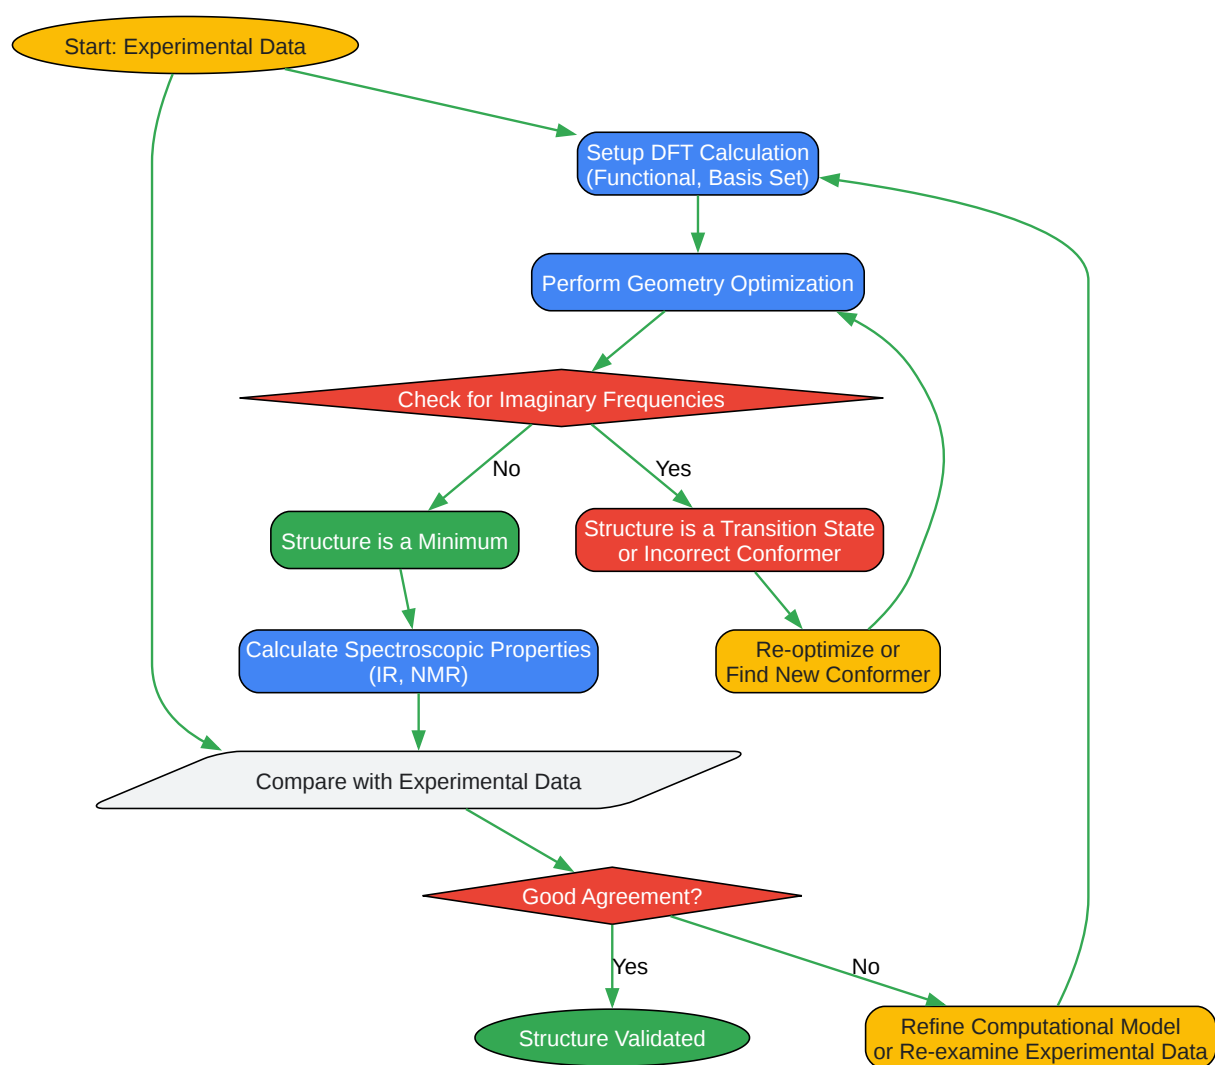 Start: Experimental Data
Setup DFT Calculation
(Functional, Basis Set)
Perform Geometry Optimization
Check for Imaginary Frequencies
No
Yes
Structure is a Minimum
Structure is a Transition State
or Incorrect Conformer
Calculate Spectroscopic Properties
(IR, NMR)
Re-optimize or
Find New Conformer
Compare with Experimental Data
Good Agreement?
Yes
No
Structure Validated
Refine Computational Model
or Re-examine Experimental Data